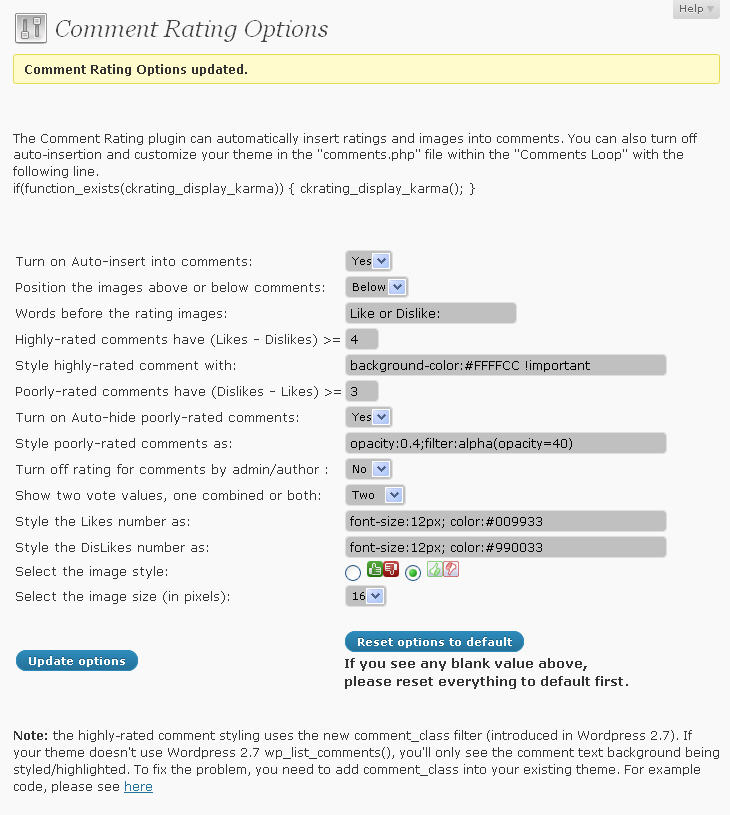 Help
Comment Rating Options
Comment Rating Options updated.
The Comment Rating plugin can automatically insert ratings and images into comments. You can also turn off
auto-insertion and customize your theme in the "comments.php" file within the "Comments Loop" with the
following line.
if(function_exists(ckrating_display_karma)) { ckrating_display_karma(); }
Turn on Auto-insert into comments: Yes
Position the images above or below comments: Below
Words before the rating images: Like or Dislike:
Highly-rated comments have (Likes - Dislikes) >= 4
Style highly-rated comment with: background-color:#FFFFCC !important
Poorly-rated comments have (Dislikes - Likes) >= 3
Turn on Auto-hide poorly-rated comments: Yes
Style poorly-rated comments as: opacity:0.4;filter:alpha(opacity=40)
Turn off rating for comments by admin/author : No
Show two vote values, one combined or both: Two
Style the Likes number as: font-size:12px; color:#009933
Style the DisLikes number as: font-size:12px; color:#990033
Select the image style:
Select the image size (in pixels): 16
Update options
Reset options to default
If you see any blank value above,
please reset everything to default first.
Note: the highly-rated comment styling uses the new comment_class filter (introduced in Wordpress 2.7). If
your theme doesn't use Wordpress 2.7 wp_list_comments(), you'll only see the comment text background being
styled/highlighted. To fix the problem, you need to add comment_class into your existing theme. For example
code, please see here